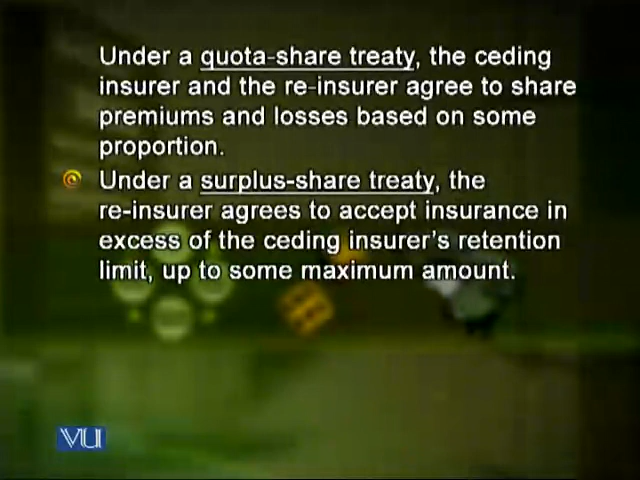 Under a quota-share treaty, the ceding
insurer and the re-insurer agree to share
premiums and losses based on some
proportion.
Under a surplus-share treaty, the
re-insurer agrees to accept insurance in
excess of the ceding insurer's retention
limit, up to some maximum amount.
VU